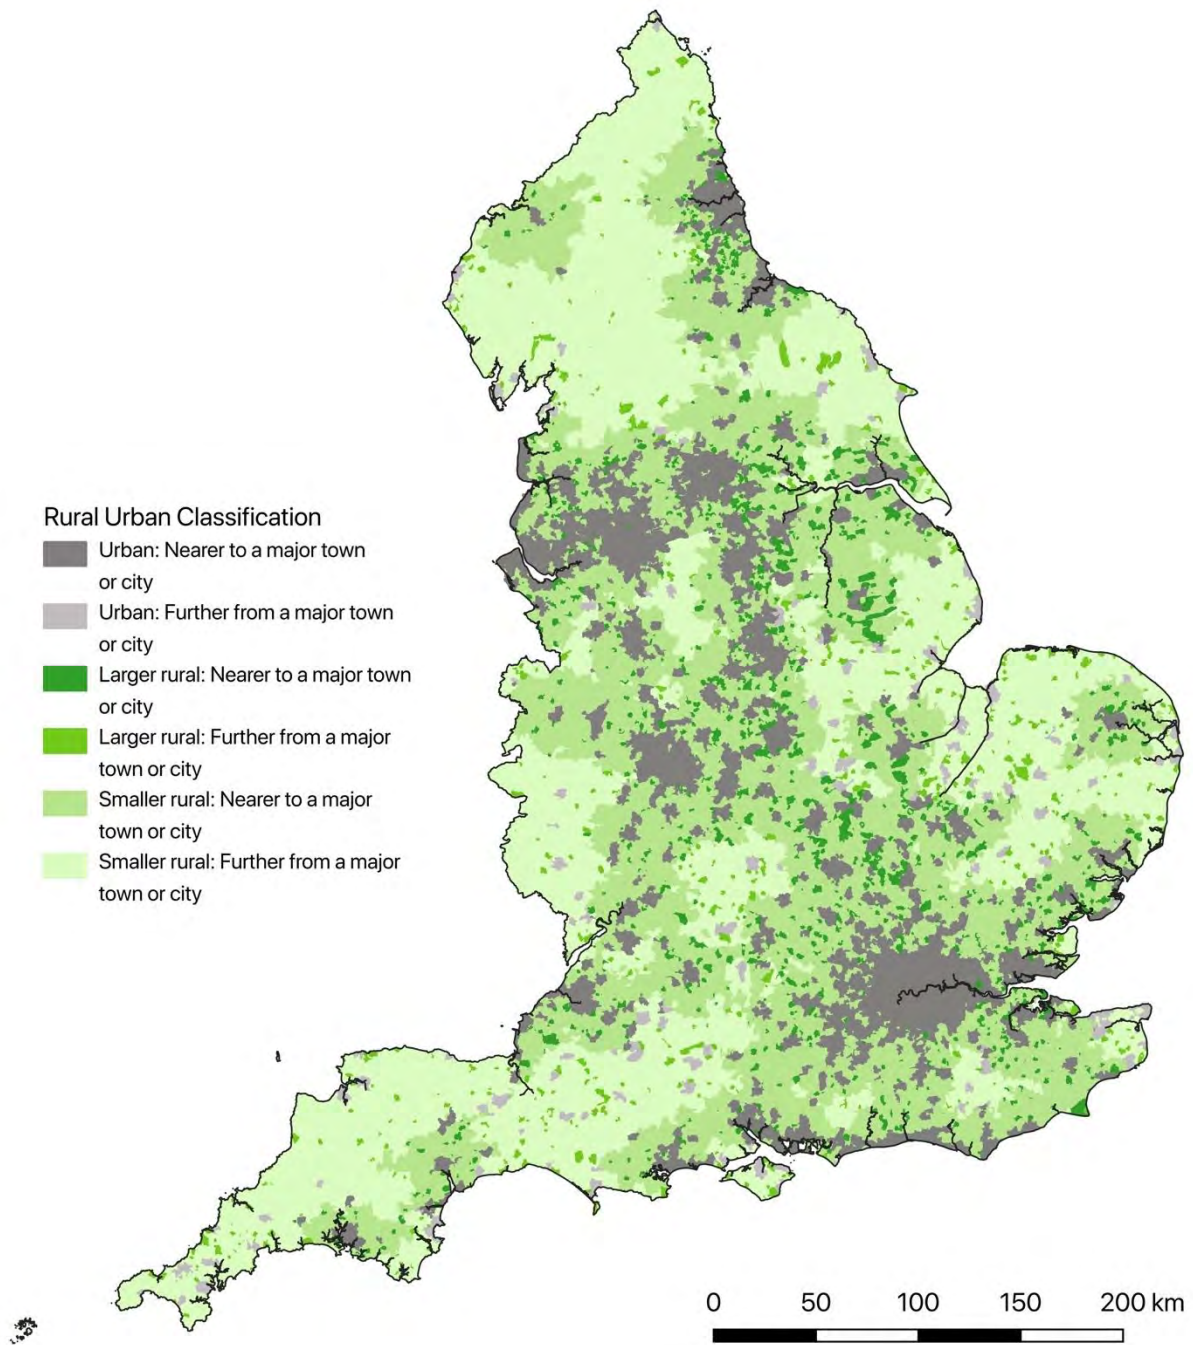 Rural Urban Classification
Urban: Nearer to a major town
or city
Urban: Further from a major town
or city
Larger rural: Nearer to a major town
or city
Larger rural: Further from a major
town or city
Smaller rural: Nearer to a major
town or city
Smaller rural: Further from a major
town or city
0 50 100 150 200 km